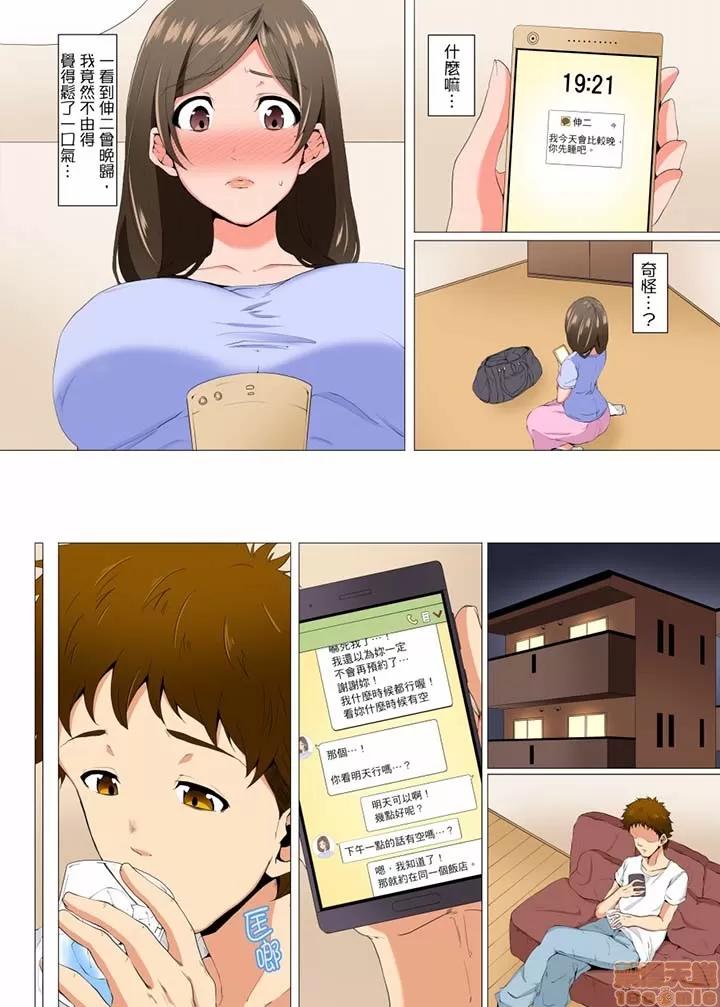 什麼嘛…
19:21
伸二
今
我今天會比較晚，
你先睡吧。
奇怪…？
一看到伸二會晚歸，
我竟然不由得
覺得鬆了一口氣…
嚇死我了…！
我還以為妳一定
不會再預約了…
謝謝妳！
我什麼時候都行喔！
看妳什麼時候有空
那個…！
你看明天行嗎…？
明天可以啊！
幾點好呢？
下午一點的話有空嗎…？
嗯，我知道了！
那就約在同一個飯店。
匡啷